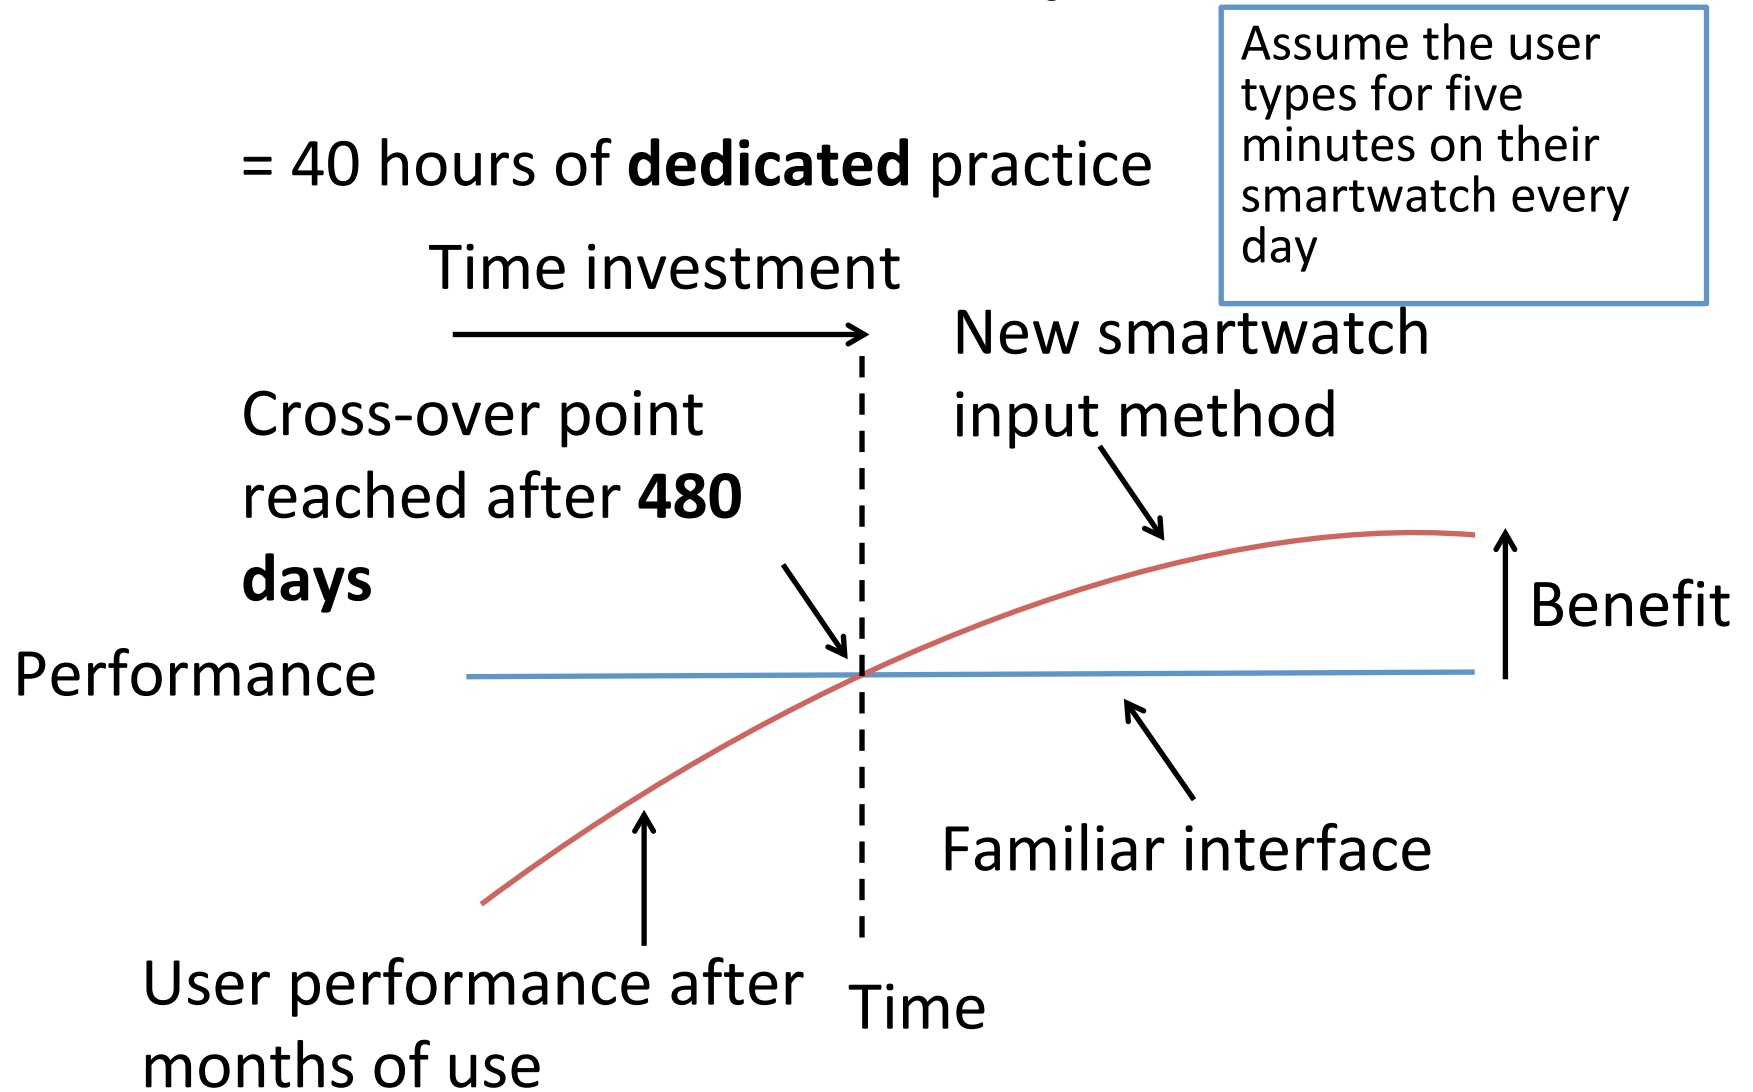 Assume the user
types for five
minutes on their
smartwatch every
day
= 40 hours of dedicated practice
Time investment
New smartwatch
input method
Cross-over point
reached after 480
days
Benefit
Performance
Familiar interface
User performance after
months of use
Time